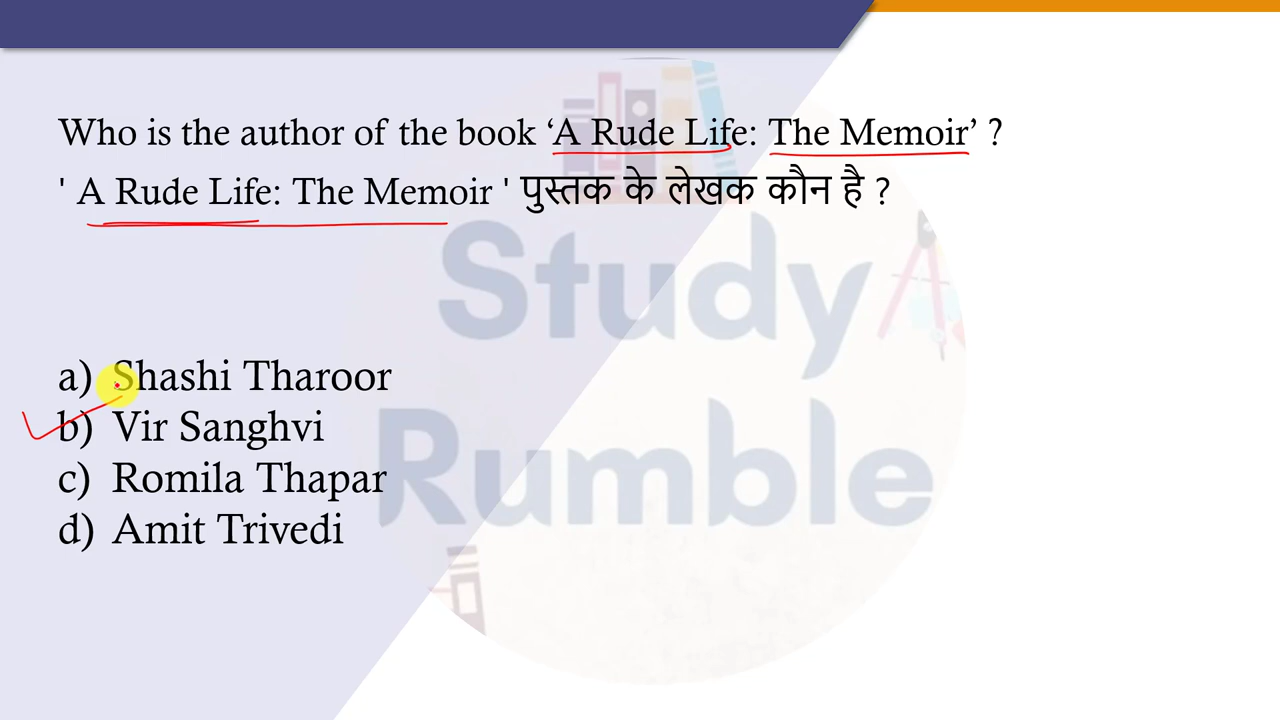 Who is the author of the book ‘A Rude Life: The Memoir’ ?
' A Rude Life: The Memoir ' पुस्तक के लेखक कौन है ?
Study
Rumble
a) Shashi Tharoor
b) Vir Sanghvi
c) Romila Thapar
d) Amit Trivedi